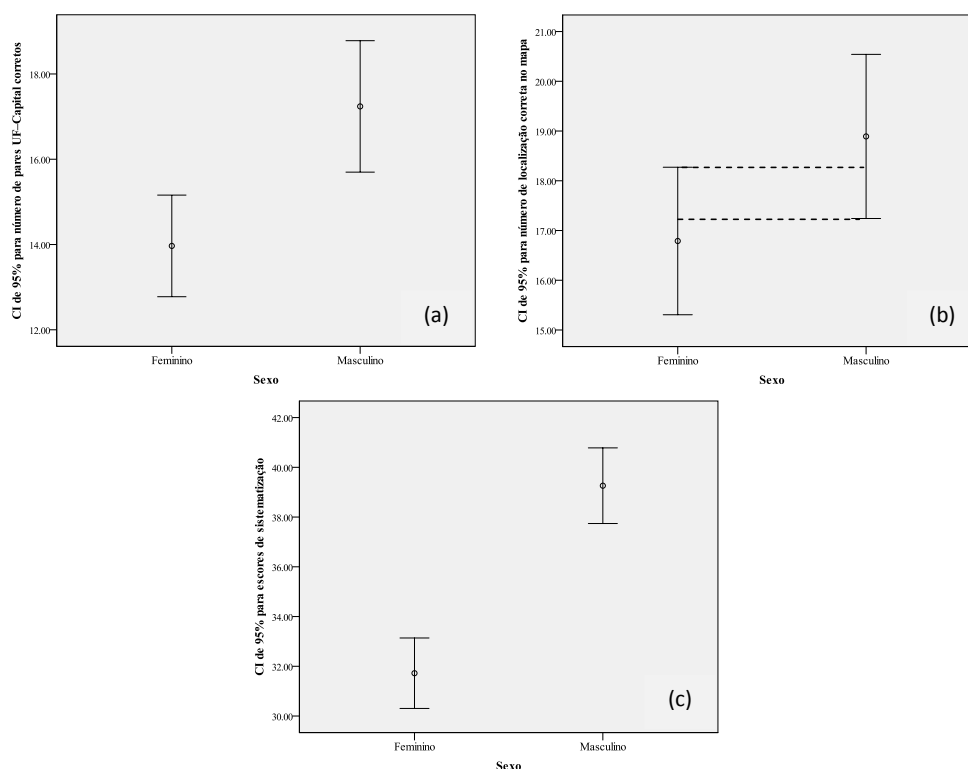 CI de 95% para número de pares UF–Capital corretos
18.00
16.00
14.00
12.00
Feminino
Masculino
Sexo
(a)
CI de 95% para número de localização correta no mapa
21.00
20.00
19.00
18.00
17.00
16.00
15.00
Feminino
Masculino
Sexo
(b)
CI de 95% para escores de sistematização
42.00
40.00
38.00
36.00
34.00
32.00
30.00
Feminino
Masculino
Sexo
(c)